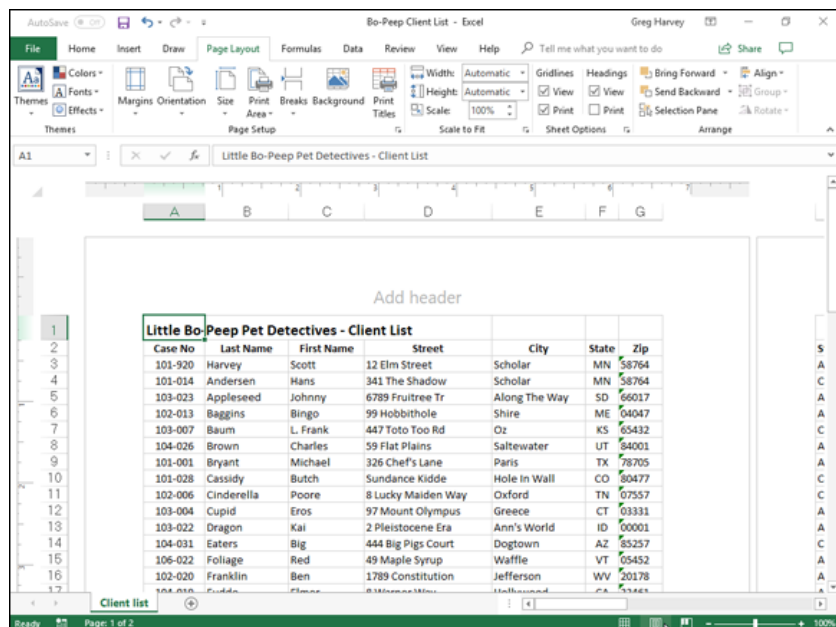 AutoSave Off Bo-Peep Client List - Excel Greg Harvey
File Home Insert Draw Page Layout Formulas Data Review View Help Tell me what you want to do Share
Themes Colors Fonts Effects
Margins Orientation Size Print Area Breaks Background Print Titles
Width: Automatic Height: Automatic Scale: 100%
Gridlines View Print Headings View Print
Bring Forward Send Backward Selection Pane Align Group Rotate
Themes Page Setup Scale to Fit Sheet Options Arrange
A1 fx Little Bo-Peep Pet Detectives - Client List
1 2 3 4 5 6 7
A B C D E F G
Add header
1 Little Bo-Peep Pet Detectives - Client List
2 Case No Last Name First Name Street City State Zip S
3 101-920 Harvey Scott 12 Elm Street Scholar MN 58764 A
4 101-014 Andersen Hans 341 The Shadow Scholar MN 58764 C
5 103-023 Appleseed Johnny 6789 Fruitree Tr Along The Way SD 66017 A
6 102-013 Baggins Bingo 99 Hobbithole Shire ME 04047 A
7 103-007 Baum L. Frank 447 Toto Too Rd Oz KS 65432 C
8 104-026 Brown Charles 59 Flat Plains Saltewater UT 84001 A
9 101-001 Bryant Michael 326 Chef's Lane Paris TX 78705 A
10 101-028 Cassidy Butch Sundance Kidde Hole In Wall CO 80477 C
11 102-006 Cinderella Poore 8 Lucky Maiden Way Oxford TN 07557 A
12 103-004 Cupid Eros 97 Mount Olympus Greece CT 03331 A
13 103-022 Dragon Kai 2 Pleistocene Era Ann's World ID 00001 A
14 104-031 Eaters Big 444 Big Pigs Court Dogtown AZ 85257 C
15 106-022 Foliage Red 49 Maple Syrup Waffle VT 05452 A
16 102-020 Franklin Ben 1789 Constitution Jefferson WV 20178 A
17
Client list
Ready Page: 1 of 2 100%